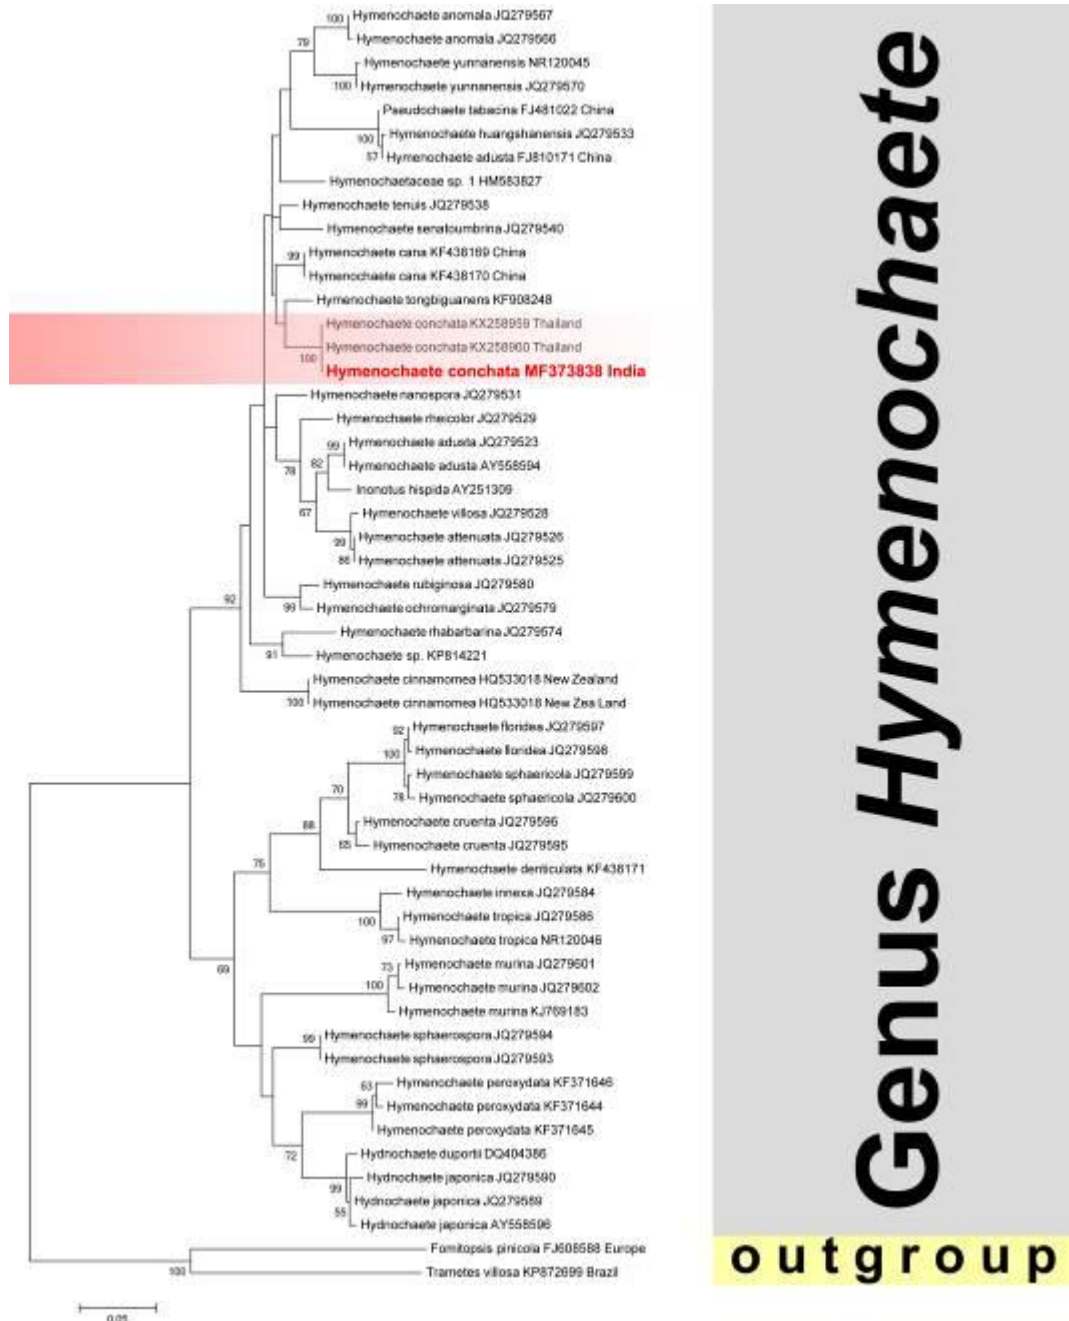 Hymenochaete anomala JQ279567
100
Hymenochaete anomala JQ279566
79
Hymenochaete yunnanensis NR120045
Hymenochaete yunnanensis JQ279570
100
Pseudochaete tabacina FJ481022 China
Hymenochaete huangshanensis JQ279533
100
Hymenochaete adusta FJ810171 China
57
Hymenochaetaceae sp. 1 HM583827
Hymenochaete tenuis JQ279538
Hymenochaete senatoumbrina JQ279540
Hymenochaete cana KF438169 China
99
Hymenochaete cana KF438170 China
Hymenochaete tongbiguanens KF908248
Hymenochaete conchata KX258959 Thailand
Hymenochaete conchata KX258960 Thailand
100
Hymenochaete conchata MF373838 India
Hymenochaete nanospora JQ279531
Hymenochaete rheicolor JQ279529
Hymenochaete adusta JQ279523
99
Hymenochaete adusta AY558594
82
78
Inonotus hispida AY251309
Hymenochaete villosa JQ279528
67
Hymenochaete attenuata JQ279526
99
Hymenochaete attenuata JQ279525
86
Hymenochaete rubiginosa JQ279580
Hymenochaete ochromarginata JQ279579
99
92
Hymenochaete rhabarbarina JQ279574
Hymenochaete sp. KP814221
91
Hymenochaete cinnamomea HQ533018 New Zealand
Hymenochaete cinnamomea HQ533018 New Zea Land
100
Hymenochaete floridea JQ279597
92
Hymenochaete floridea JQ279598
100
Hymenochaete sphaericola JQ279599
Hymenochaete sphaericola JQ279600
78
70
Hymenochaete cruenta JQ279596
88
Hymenochaete cruenta JQ279595
65
Hymenochaete denticulata KF438171
75
Hymenochaete innexa JQ279584
Hymenochaete tropica JQ279586
100
Hymenochaete tropica NR120046
97
Hymenochaete murina JQ279601
73
69
Hymenochaete murina JQ279602
100
Hymenochaete murina KJ769183
Hymenochaete sphaerospora JQ279594
99
Hymenochaete sphaerospora JQ279593
Hymenochaete peroxydata KF371646
63
Hymenochaete peroxydata KF371644
99
Hymenochaete peroxydata KF371645
72
Hydnochaete duportii DQ404386
Hydnochaete japonica JQ279590
99
Hydnochaete japonica JQ279589
55
Hydnochaete japonica AY558596
Fomitopsis pinicola FJ608588 Europe
Trametes villosa KP872699 Brazil
100
0.05
Genus Hymenochaete
outgroup